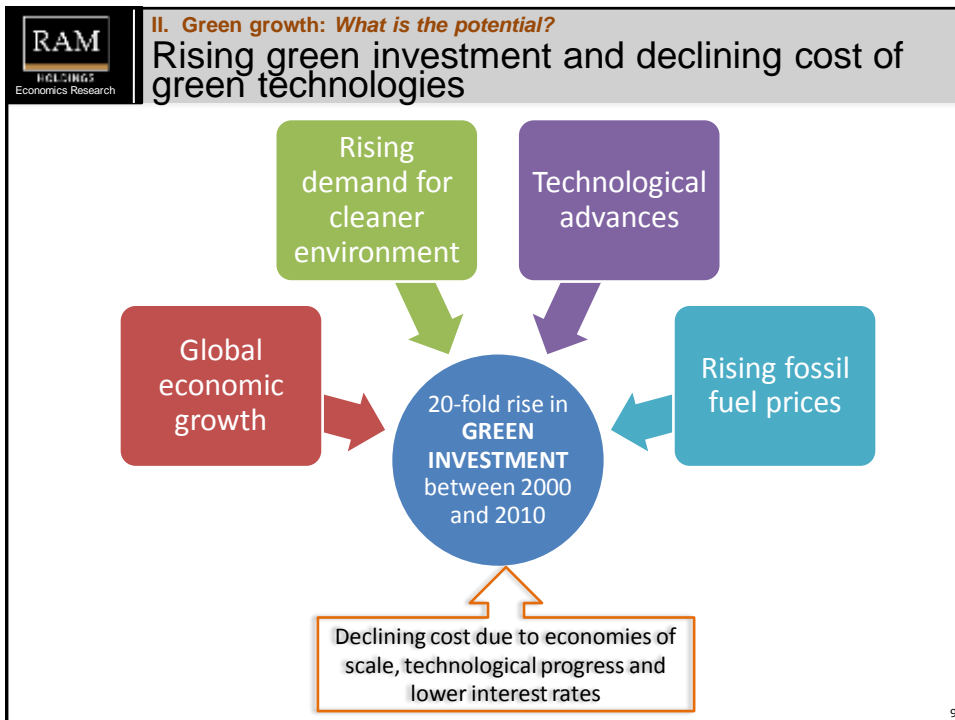 RAM
HOLDINGS
Economics Research
II. Green growth: What is the potential?
Rising green investment and declining cost of
green technologies
Rising
demand for
cleaner
environment
Technological
advances
Global
economic
growth
Rising fossil
fuel prices
20-fold rise in
GREEN
INVESTMENT
between 2000
and 2010
Declining cost due to economies of
scale, technological progress and
lower interest rates
9